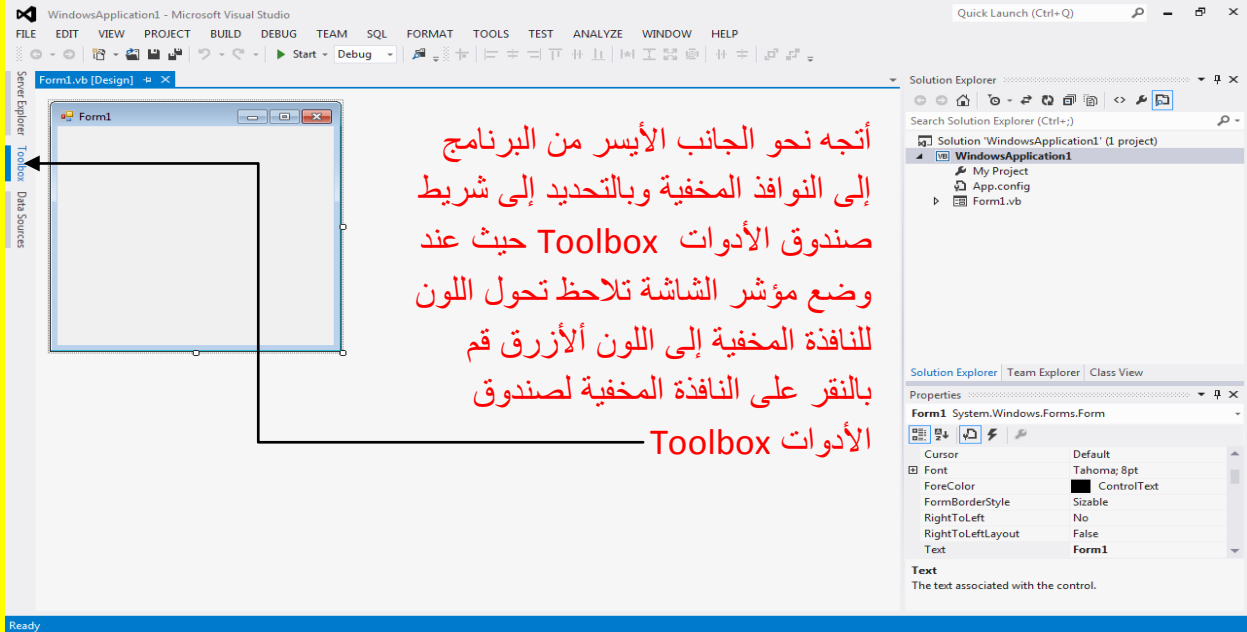 WindowsApplication1 - Microsoft Visual Studio
Quick Launch (Ctrl+Q)
FILE EDIT VIEW PROJECT BUILD DEBUG TEAM SQL FORMAT TOOLS TEST ANALYZE WINDOW HELP
Start Debug
Server Explorer
Toolbox
Data Sources
Form1.vb [Design]
Form1
أتجه نحو الجانب الأيسر من البرنامج
إلى النوافذ المخفية وبالتحديد إلى شريط
صندوق الأدوات Toolbox حيث عند
وضع مؤشر الشاشة تلاحظ تحول اللون
للنافذة المخفية إلى اللون ألأزرق قم
بالنقر على النافذة المخفية لصندوق
الأدوات Toolbox
Solution Explorer
Search Solution Explorer (Ctrl+;)
Solution 'WindowsApplication1' (1 project)
VB WindowsApplication1
My Project
App.config
Form1.vb
Solution Explorer Team Explorer Class View
Properties
Form1 System.Windows.Forms.Form
Cursor Default
Font Tahoma; 8pt
ForeColor ControlText
FormBorderStyle Sizable
RightToLeft No
RightToLeftLayout False
Text Form1
Text
The text associated with the control.
Ready